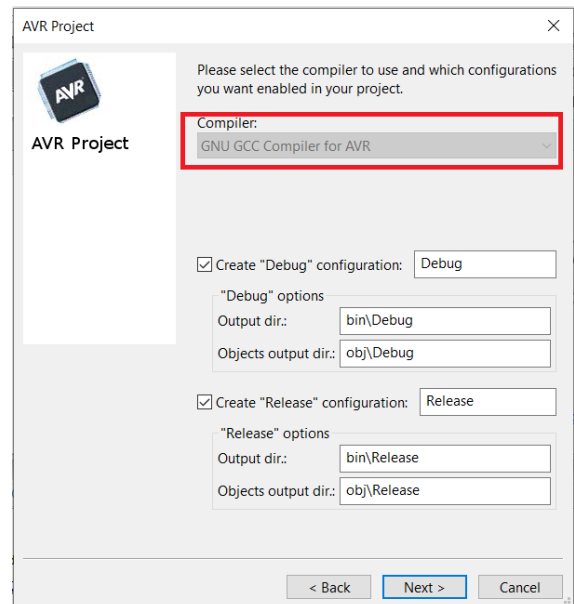 AVR Project
AVR
AVR Project
Please select the compiler to use and which configurations
you want enabled in your project.
Compiler:
GNU GCC Compiler for AVR
Create "Debug" configuration: Debug
"Debug" options
Output dir.: bin\Debug
Objects output dir.: obj\Debug
Create "Release" configuration: Release
"Release" options
Output dir.: bin\Release
Objects output dir.: obj\Release
< Back Next > Cancel